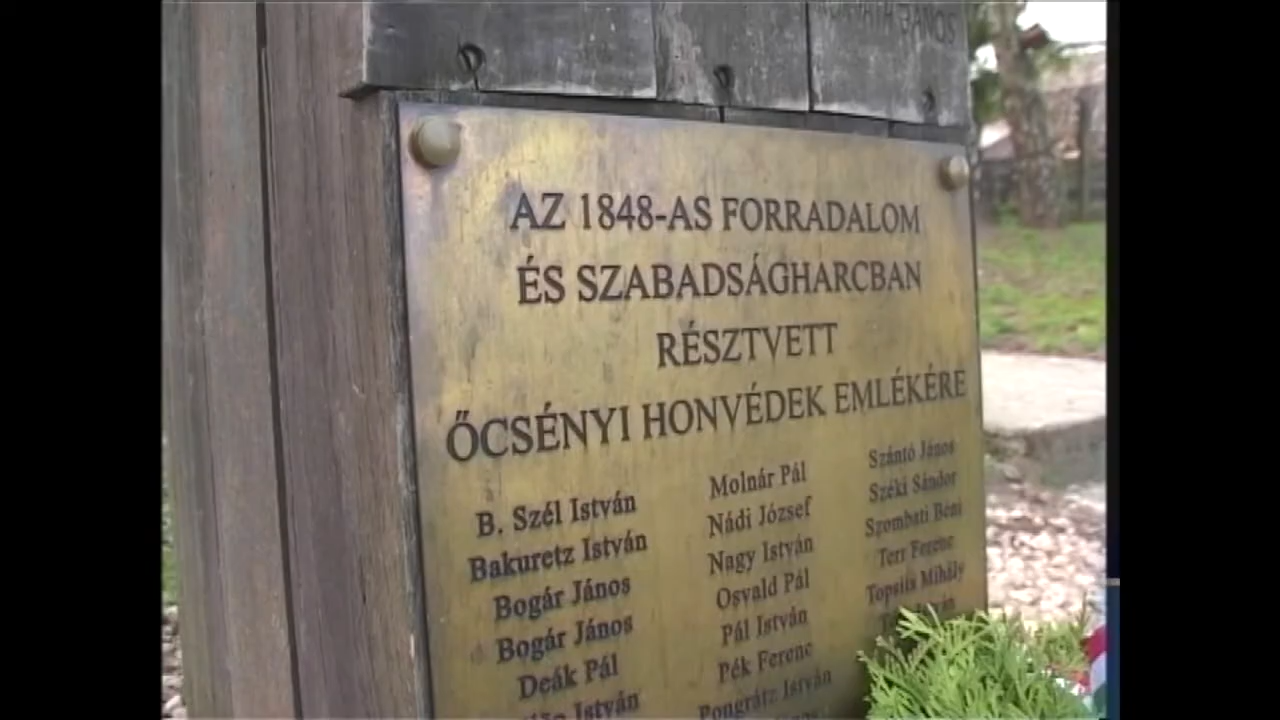 JÁNOS
AZ 1848-AS FORRADALOM
ÉS SZABADSÁGHARCBAN
RÉSZTVETT
ŐCSÉNYI HONVÉDEK EMLÉKÉRE
B. Szél István
Bakuretz István
Bogár János
Bogár János
Deák Pál
István
Molnár Pál
Nádi József
Nagy István
Osvald Pál
Pál István
Pék Ferenc
Pongrátz István
Szántó János
Széki Sándor
Szombati Béni
Terr Ferenc
Topsits Mihály